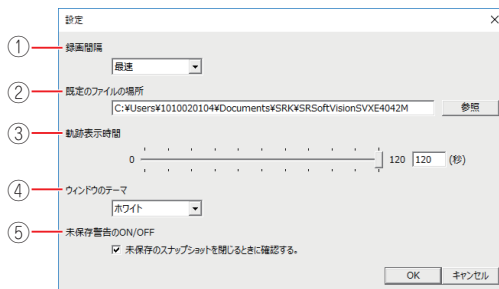 設定
① 録画間隔
最速
② 既定のファイルの場所
C:¥Users¥1010020104¥Documents¥SRK¥SRSoftVisionSVXE4042M 参照
③ 軌跡表示時間
0 120 120 (秒)
④ ウィンドウのテーマ
ホワイト
⑤ 未保存警告のON/OFF
未保存のスナップショットを閉じるときに確認する。
OK キャンセル